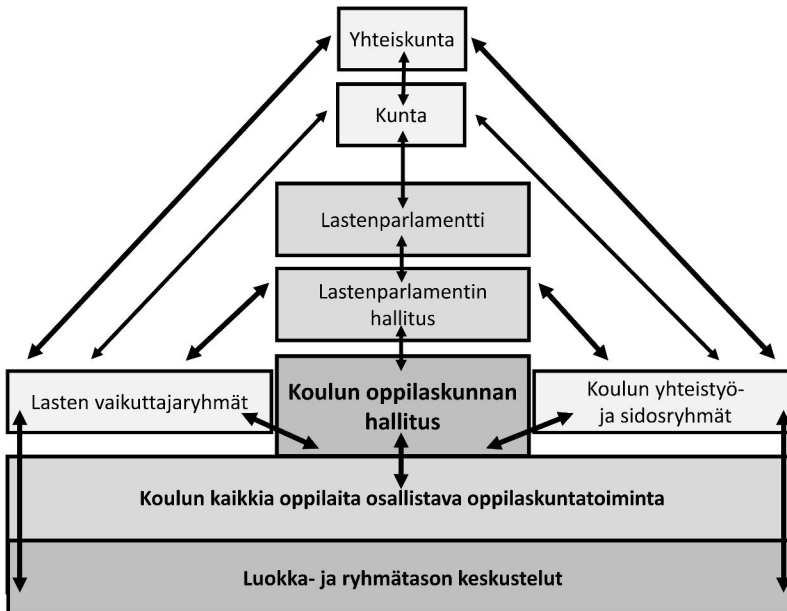 Yhteiskunta
Kunta
Lastenparlamentti
Lastenparlamentin
hallitus
Lasten vaikuttajaryhmät
Koulun oppilaskunnan
hallitus
Koulun yhteistyö-
ja sidosryhmät
Koulun kaikkia oppilaita osallistava oppilaskuntatoiminta
Luokka- ja ryhmätason keskustelut